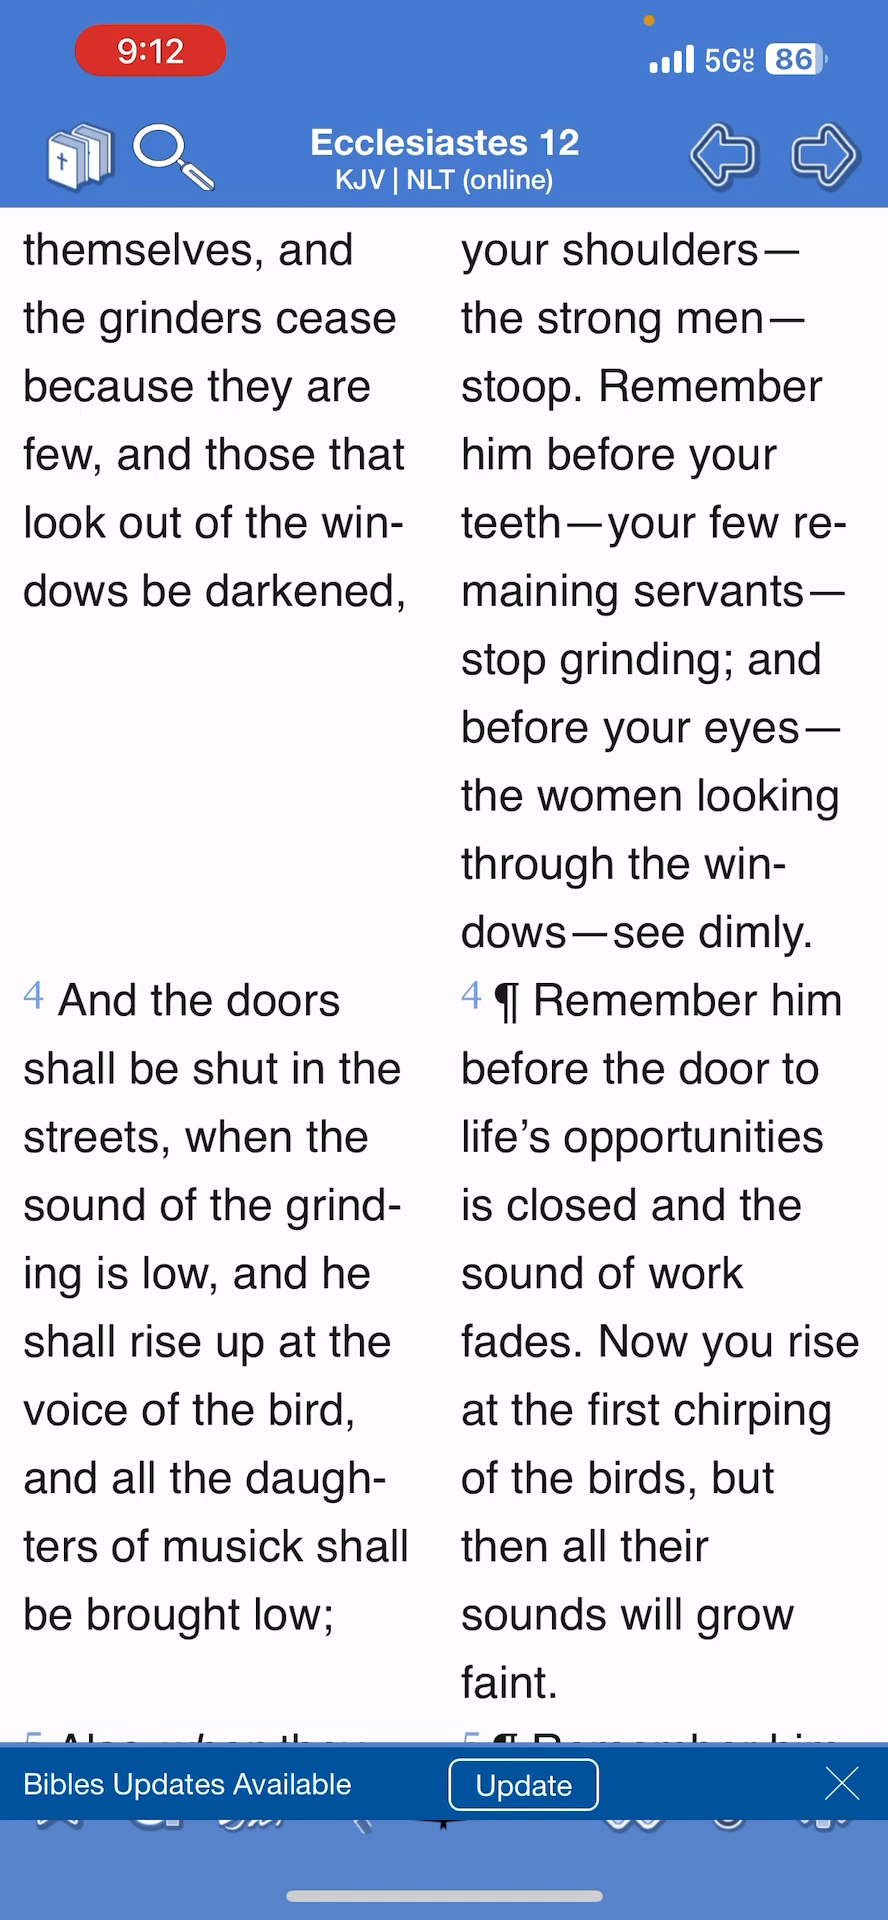 9:12
5GUC 86
Ecclesiastes 12
KJV | NLT (online)
themselves, and
the grinders cease
because they are
few, and those that
look out of the win-
dows be darkened,
4 And the doors
shall be shut in the
streets, when the
sound of the grind-
ing is low, and he
shall rise up at the
voice of the bird,
and all the daugh-
ters of musick shall
be brought low;
your shoulders—
the strong men—
stoop. Remember
him before your
teeth—your few re-
maining servants—
stop grinding; and
before your eyes—
the women looking
through the win-
dows—see dimly.
4 ¶ Remember him
before the door to
life’s opportunities
is closed and the
sound of work
fades. Now you rise
at the first chirping
of the birds, but
then all their
sounds will grow
faint.
5 ¶ Remember him
Bibles Updates Available
Update